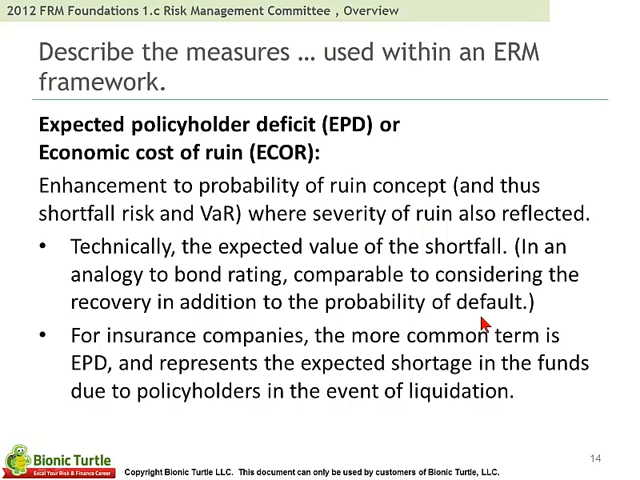 2012 FRM Foundations 1.c Risk Management Committee , Overview
Describe the measures … used within an ERM
framework.
Expected policyholder deficit (EPD) or
Economic cost of ruin (ECOR):
Enhancement to probability of ruin concept (and thus
shortfall risk and VaR) where severity of ruin also reflected.
• Technically, the expected value of the shortfall. (In an
analogy to bond rating, comparable to considering the
recovery in addition to the probability of default.)
• For insurance companies, the more common term is
EPD, and represents the expected shortage in the funds
due to policyholders in the event of liquidation.
14
Bionic Turtle
Excel Your Risk & Finance Career
Copyright Bionic Turtle LLC. This document can only be used by customers of Bionic Turtle, LLC.